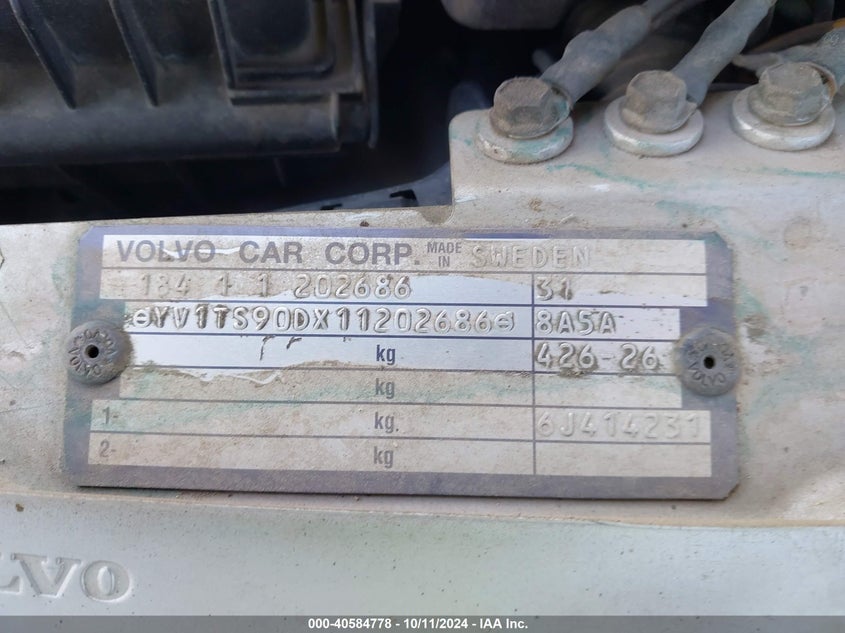 VOLVO CAR CORP. MADE IN SWEDEN
184 1 1 202686 31
YV1TS90DX11202686 8A5A
kg 426-26
kg
1- kg. 6J414231
2- kg
VOLVO
VOLVO
000-40584778 - 10/11/2024 - IAA Inc.